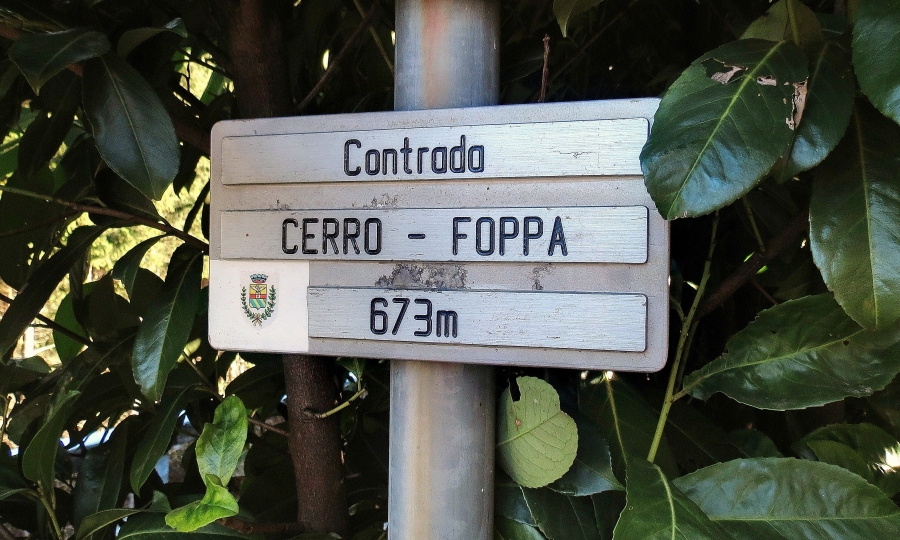 Contrada
CERRO - FOPPA
673m